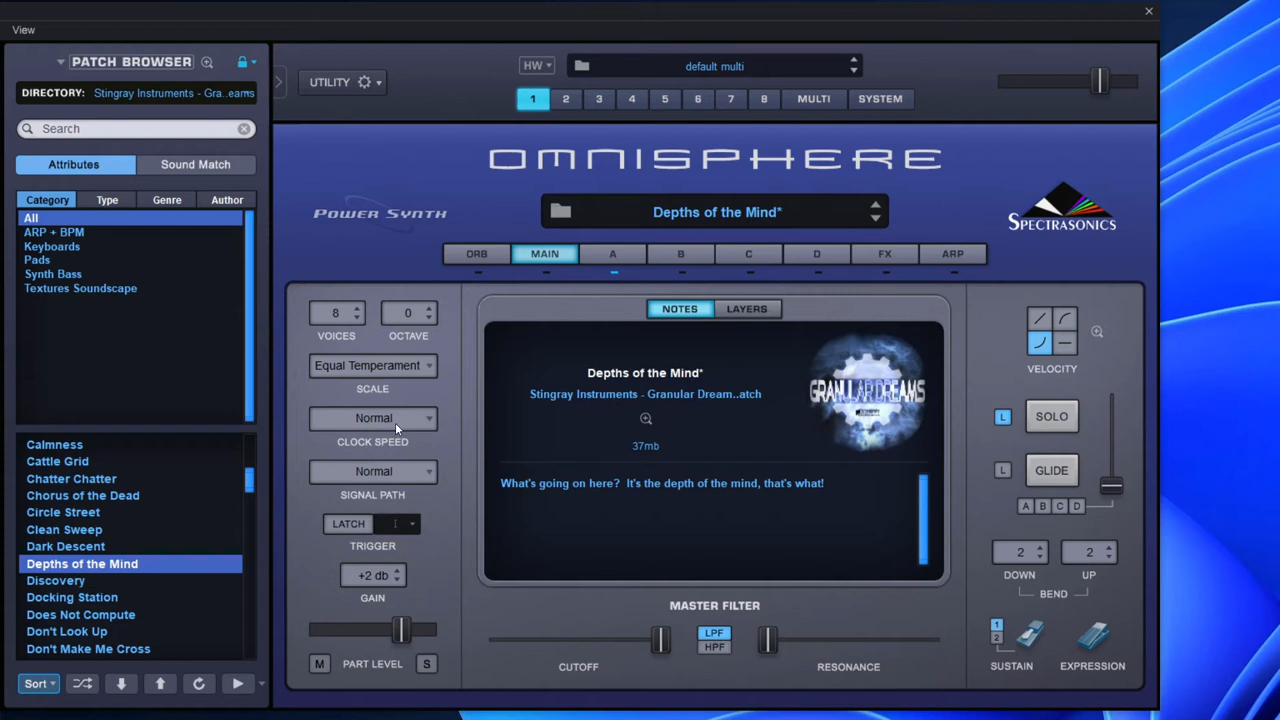 View
PATCH BROWSER
DIRECTORY: Stingray Instruments - Gra..eams
Search
Attributes
Sound Match
Category
Type
Genre
Author
All
ARP + BPM
Keyboards
Pads
Synth Bass
Textures Soundscape
Calmness
Cattle Grid
Chatter Chatter
Chorus of the Dead
Circle Street
Clean Sweep
Dark Descent
Depths of the Mind
Discovery
Docking Station
Does Not Compute
Don't Look Up
Don't Make Me Cross
Sort
UTILITY
HW
default multi
1 2 3 4 5 6 7 8 MULTI SYSTEM
OMNISPHERE
POWER SYNTH
Depths of the Mind*
SPECTRASONICS
ORB MAIN A B C D FX ARP
8
VOICES
0
OCTAVE
Equal Temperament
SCALE
Normal
CLOCK SPEED
Normal
SIGNAL PATH
LATCH
TRIGGER
+2 db
GAIN
M PART LEVEL S
NOTES
LAYERS
Depths of the Mind*
Stingray Instruments - Granular Dream..atch
37mb
GRANULAR DREAMS
What's going on here? It's the depth of the mind, that's what!
MASTER FILTER
CUTOFF
LPF
HPF
RESONANCE
VELOCITY
L SOLO
L GLIDE
A B C D
2
DOWN
2
UP
BEND
1
2
SUSTAIN
EXPRESSION